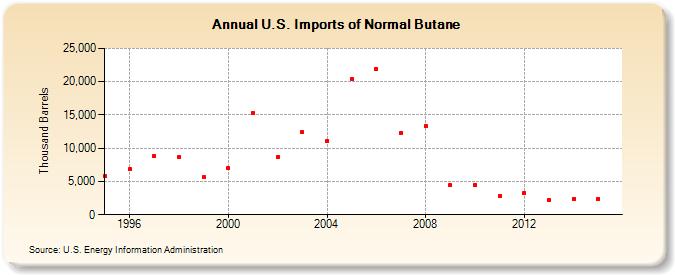 Annual U.S. Imports of Normal Butane
Thousand Barrels
25,000
20,000
15,000
10,000
5,000
0
1996 2000 2004 2008 2012
Source: U.S. Energy Information Administration